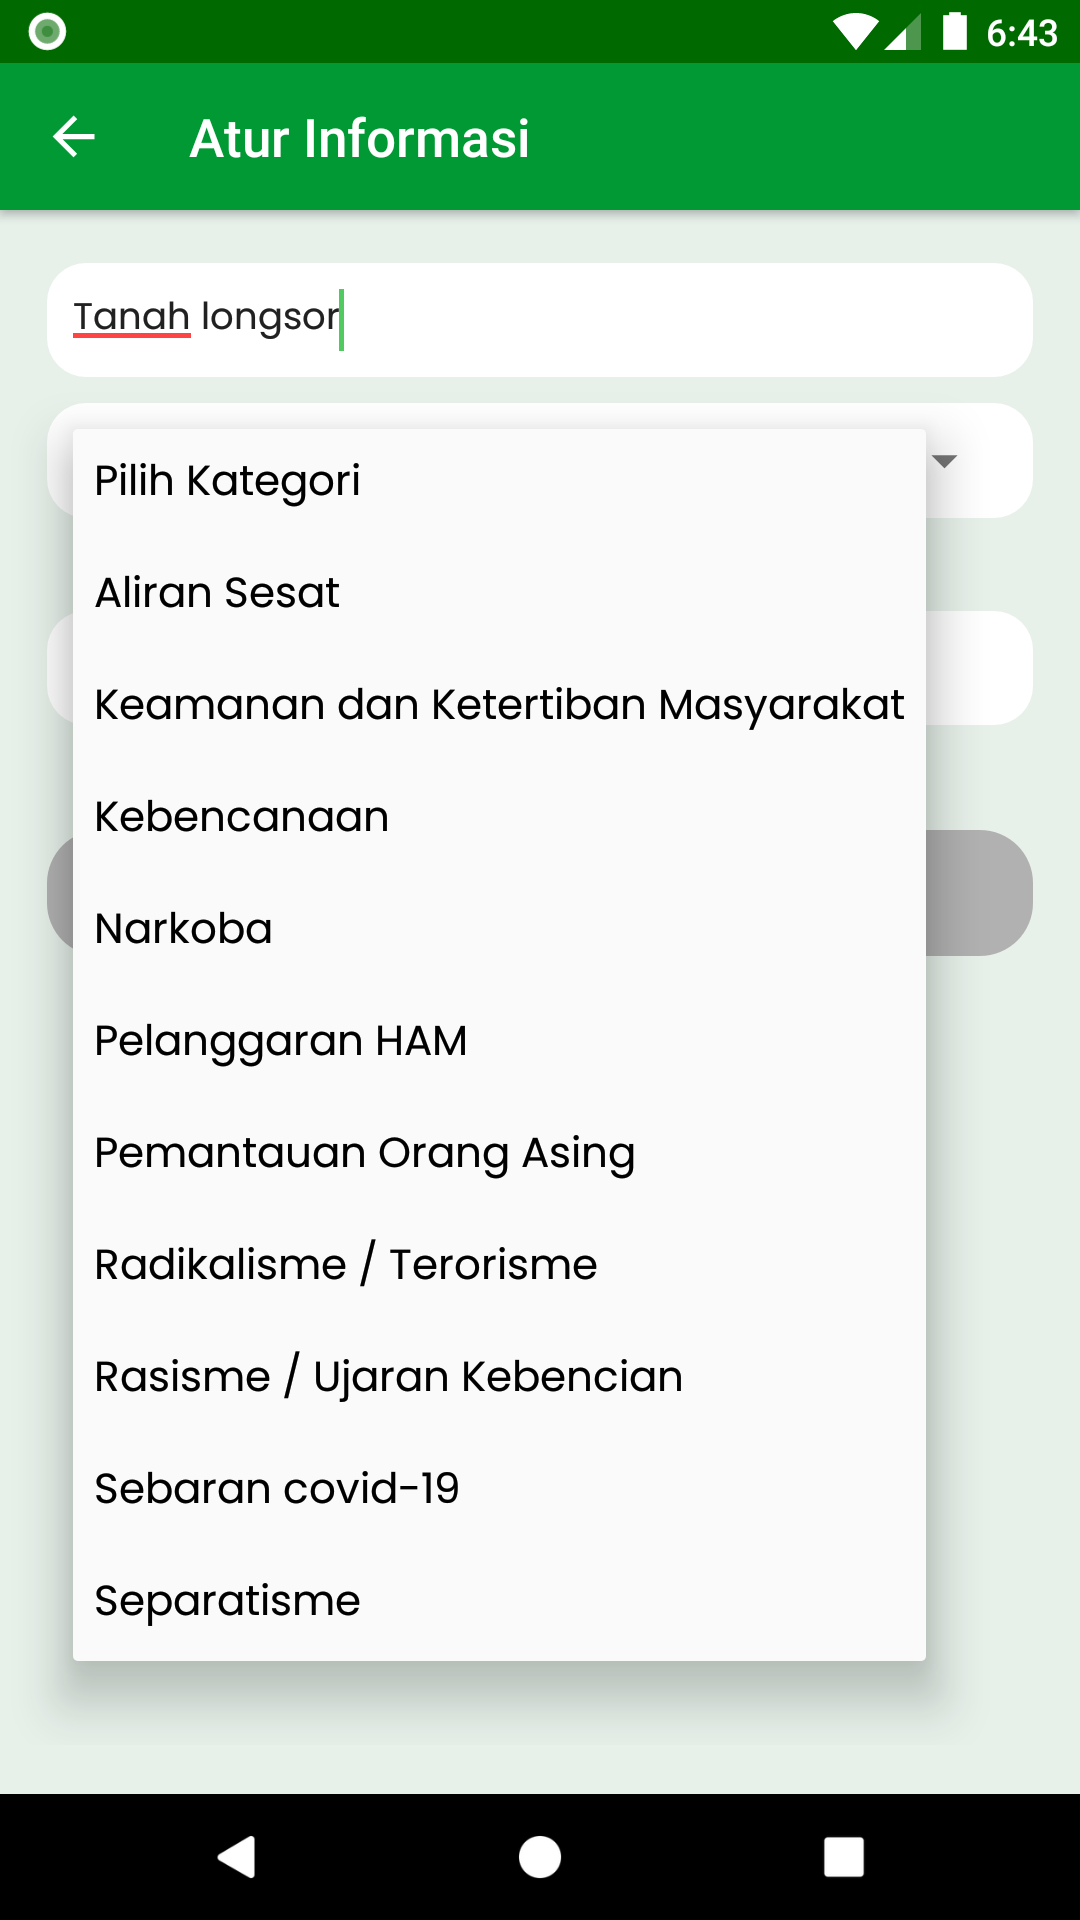 6:43
Atur Informasi
Tanah longsor
Pilih Kategori
Aliran Sesat
Keamanan dan Ketertiban Masyarakat
Kebencanaan
Narkoba
Pelanggaran HAM
Pemantauan Orang Asing
Radikalisme / Terorisme
Rasisme / Ujaran Kebencian
Sebaran covid-19
Separatisme